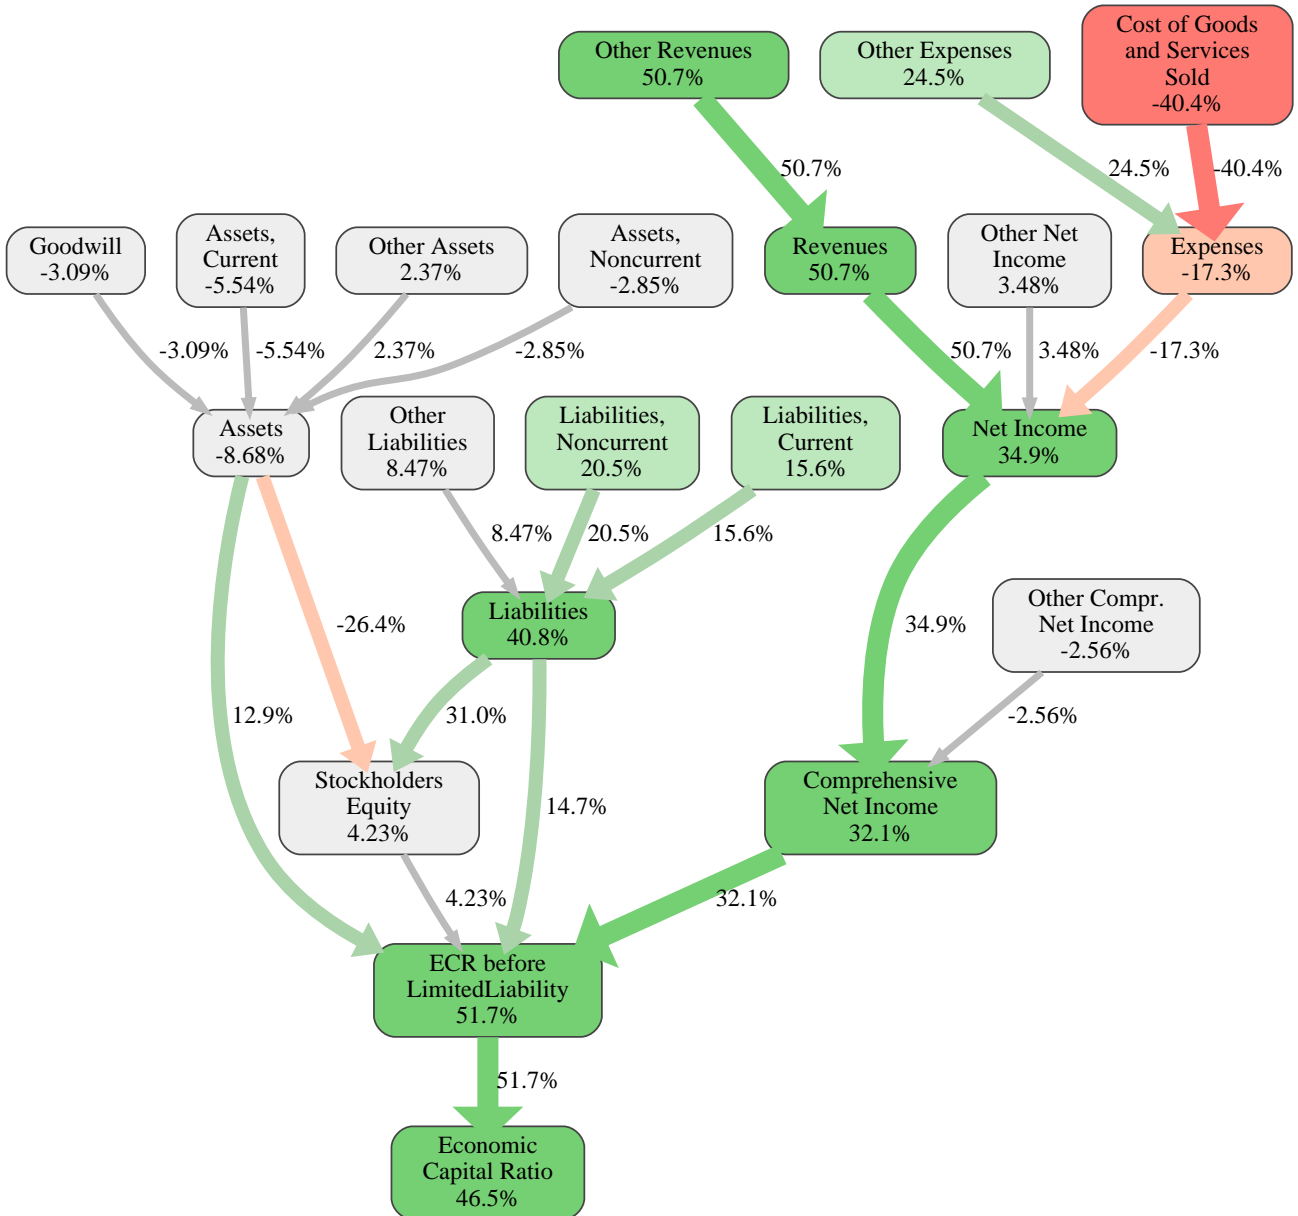 Other Revenues
50.7%
Other Expenses
24.5%
Cost of Goods
and Services
Sold
-40.4%
50.7%
24.5%
-40.4%
Goodwill
-3.09%
Assets,
Current
-5.54%
Other Assets
2.37%
Assets,
Noncurrent
-2.85%
Revenues
50.7%
Other Net
Income
3.48%
Expenses
-17.3%
-3.09%
-5.54%
2.37%
-2.85%
50.7%
3.48%
-17.3%
Assets
-8.68%
Other
Liabilities
8.47%
Liabilities,
Noncurrent
20.5%
Liabilities,
Current
15.6%
Net Income
34.9%
8.47%
20.5%
15.6%
-26.4%
Liabilities
40.8%
34.9%
Other Compr.
Net Income
-2.56%
12.9%
31.0%
-2.56%
Stockholders
Equity
4.23%
14.7%
Comprehensive
Net Income
32.1%
4.23%
32.1%
ECR before
LimitedLiability
51.7%
51.7%
Economic
Capital Ratio
46.5%